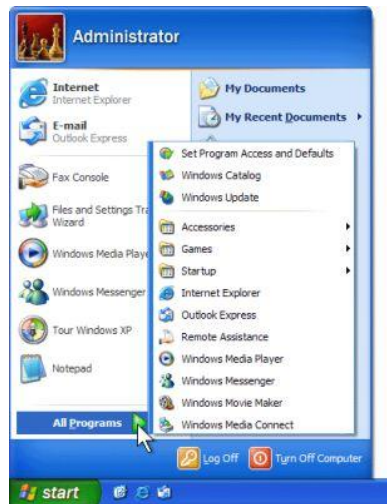 Administrator
Internet
Internet Explorer
E-mail
Outlook Express
Fax Console
Files and Settings
Wizard
Windows Media
Windows Messenger
Tour Windows XP
Notepad
All Programs
My Documents
My Recent Documents
Set Program Access and Defaults
Windows Catalog
Windows Update
Accessories
Games
Startup
Internet Explorer
Outlook Express
Remote Assistance
Windows Media Player
Windows Messenger
Windows Movie Maker
Windows Media Connect
Log Off
Turn Off Computer
start